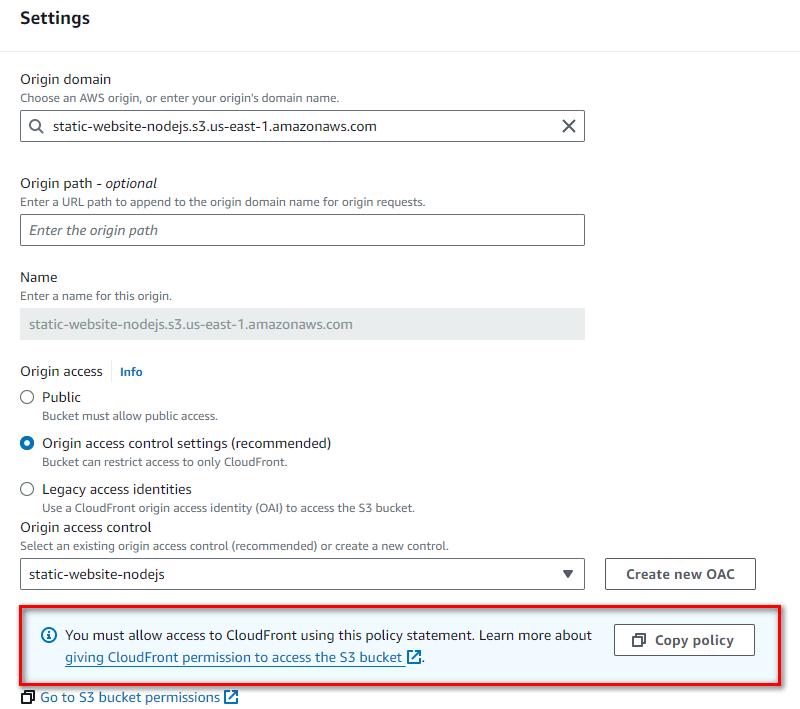 Settings
Origin domain
Choose an AWS origin, or enter your origin's domain name.
static-website-nodejs.s3.us-east-1.amazonaws.com
Origin path - optional
Enter a URL path to append to the origin domain name for origin requests.
Enter the origin path
Name
Enter a name for this origin.
static-website-nodejs.s3.us-east-1.amazonaws.com
Origin access Info
Public
Bucket must allow public access.
Origin access control settings (recommended)
Bucket can restrict access to only CloudFront.
Legacy access identities
Use a CloudFront origin access identity (OAI) to access the S3 bucket.
Origin access control
Select an existing origin access control (recommended) or create a new control.
static-website-nodejs
Create new OAC
You must allow access to CloudFront using this policy statement. Learn more about
giving CloudFront permission to access the S3 bucket.
Copy policy
Go to S3 bucket permissions